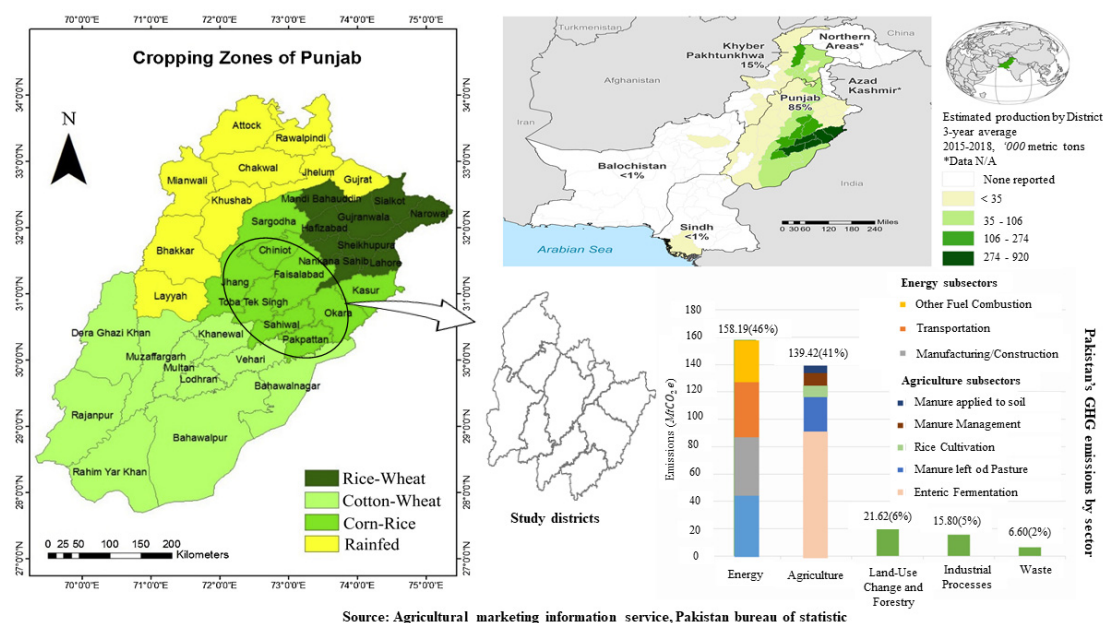 Cropping Zones of Punjab
N
34°0'0"N
33°0'0"N
32°0'0"N
31°0'0"N
30°0'0"N
29°0'0"N
28°0'0"N
27°0'0"N
Attock
Rawalpindi
Chakwal
Jhelum
Mianwali
Gujrat
Khushab
Mandi Bahauddin
Sialkot
Gujranwala
Narowal
Sargodha
Hafizabad
Sheikhupura
Bhakkar
Chiniot
Nankana Sahib
Lahore
Faisalabad
Jhang
Kasur
Layyah
Toba Tek Singh
Okara
Sahiwal
Dera Ghazi Khan
Khanewal
Pakpattan
Muzaffargarh
Vehari
Multan
Lodhran
Bahawalnagar
Rajanpur
Bahawalpur
Rahim Yar Khan
Rice-Wheat
Cotton-Wheat
Corn-Rice
Rainfed
0 25 50 100 150 200
Kilometers
70°0'0"E 71°0'0"E 72°0'0"E 73°0'0"E 74°0'0"E 75°0'0"E
Turkmenistan
China
Northern
Areas*
Khyber
Pakhtunkhwa
15%
Afghanistan
Azad
Kashmir*
Punjab
85%
Iran
Balochistan
<1%
India
Sindh
<1%
Arabian Sea
Miles
0 30 60 120 180 240
Estimated production by District
3-year average
2015-2018, '000 metric tons
*Data N/A
None reported
< 35
35 - 106
106 - 274
274 - 920
Study districts
Energy subsectors
Other Fuel Combustion
Transportation
Manufacturing/Construction
Agriculture subsectors
Manure applied to soil
Manure Management
Rice Cultivation
Manure left od Pasture
Enteric Fermentation
Pakistan's GHG emissions by sector
Emissions (MtCO₂ e)
180
160
140
120
100
80
60
40
20
0
158.19(46%)
139.42(41%)
21.62(6%)
15.80(5%)
6.60(2%)
Energy
Agriculture
Land-Use
Change and
Forestry
Industrial
Processes
Waste
Source: Agricultural marketing information service, Pakistan bureau of statistic